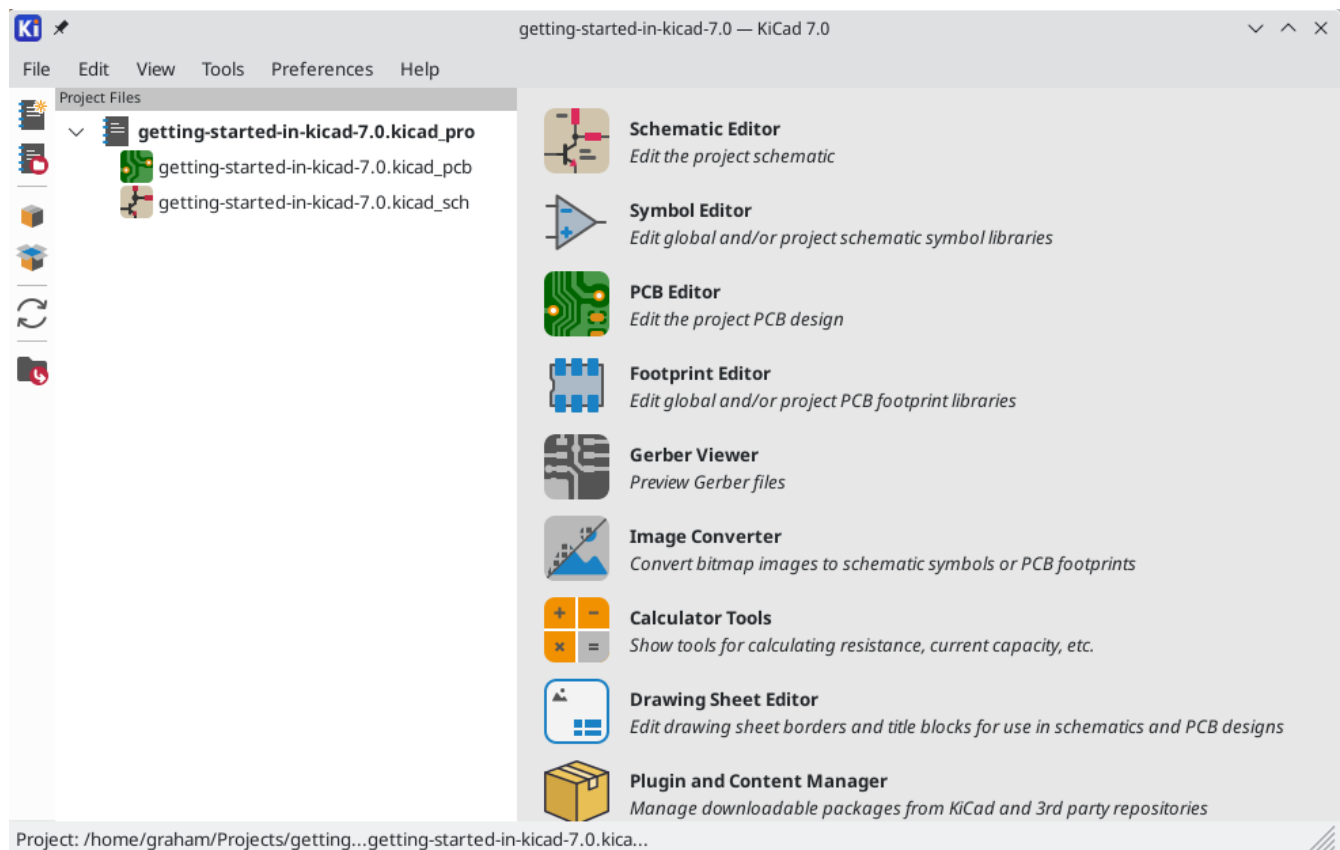 Ki
getting-started-in-kicad-7.0 — KiCad 7.0
File Edit View Tools Preferences Help
Project Files
getting-started-in-kicad-7.0.kicad_pro
getting-started-in-kicad-7.0.kicad_pcb
getting-started-in-kicad-7.0.kicad_sch
Schematic Editor
Edit the project schematic
Symbol Editor
Edit global and/or project schematic symbol libraries
PCB Editor
Edit the project PCB design
Footprint Editor
Edit global and/or project PCB footprint libraries
Gerber Viewer
Preview Gerber files
Image Converter
Convert bitmap images to schematic symbols or PCB footprints
Calculator Tools
Show tools for calculating resistance, current capacity, etc.
Drawing Sheet Editor
Edit drawing sheet borders and title blocks for use in schematics and PCB designs
Plugin and Content Manager
Manage downloadable packages from KiCad and 3rd party repositories
Project: /home/graham/Projects/getting...getting-started-in-kicad-7.0.kica...